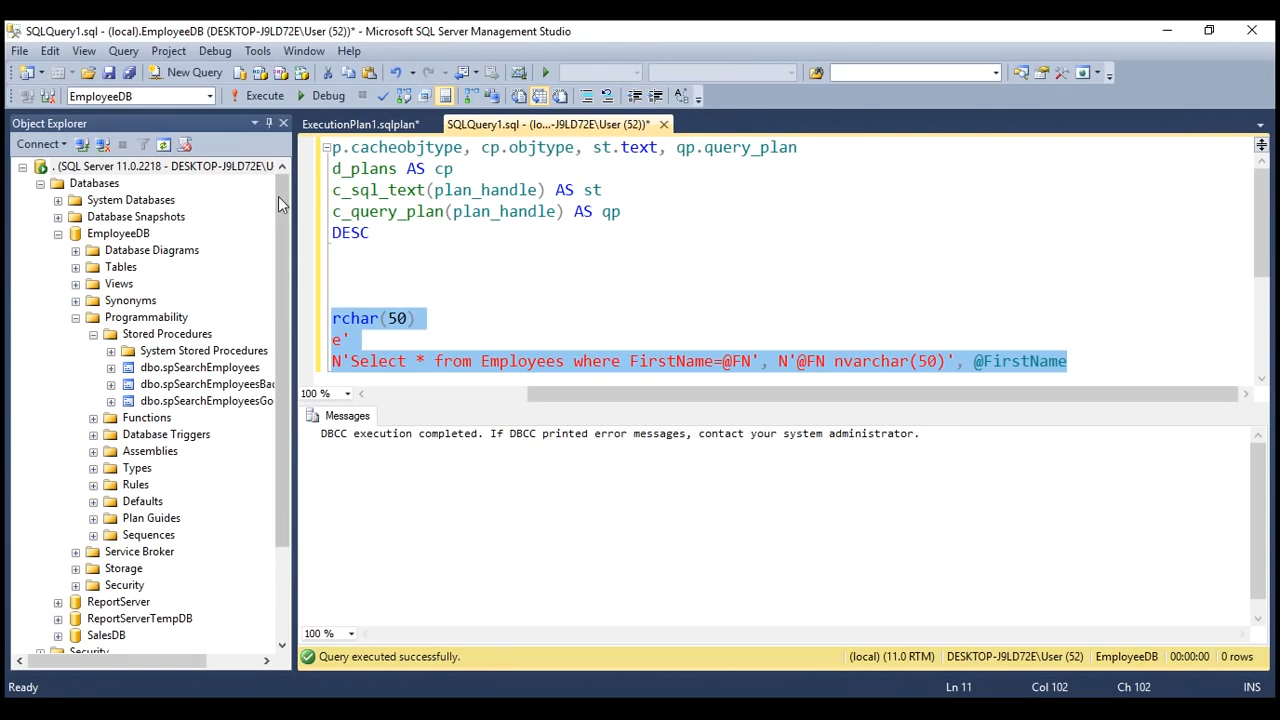 SQLQuery1.sql - (local).EmployeeDB (DESKTOP-J9LD72E\User (52))* - Microsoft SQL Server Management Studio
File Edit View Query Project Debug Tools Window Help
New Query
EmployeeDB Execute Debug
Object Explorer
ExecutionPlan1.sqlplan* SQLQuery1.sql - (lo...-J9LD72E\User (52))*
Connect
. (SQL Server 11.0.2218 - DESKTOP-J9LD72E\U
Databases
System Databases
Database Snapshots
EmployeeDB
Database Diagrams
Tables
Views
Synonyms
Programmability
Stored Procedures
System Stored Procedures
dbo.spSearchEmployees
dbo.spSearchEmployeesBac
dbo.spSearchEmployeesGo
Functions
Database Triggers
Assemblies
Types
Rules
Defaults
Plan Guides
Sequences
Service Broker
Storage
Security
ReportServer
ReportServerTempDB
SalesDB
Security
p.cacheobjtype, cp.objtype, st.text, qp.query_plan
d_plans AS cp
c_sql_text(plan_handle) AS st
c_query_plan(plan_handle) AS qp
DESC
rchar(50)
e'
N'Select * from Employees where FirstName=@FN', N'@FN nvarchar(50)', @FirstName
100 %
Messages
DBCC execution completed. If DBCC printed error messages, contact your system administrator.
100 %
Query executed successfully. (local) (11.0 RTM) DESKTOP-J9LD72E\User (52) EmployeeDB 00:00:00 0 rows
Ready Ln 11 Col 102 Ch 102 INS